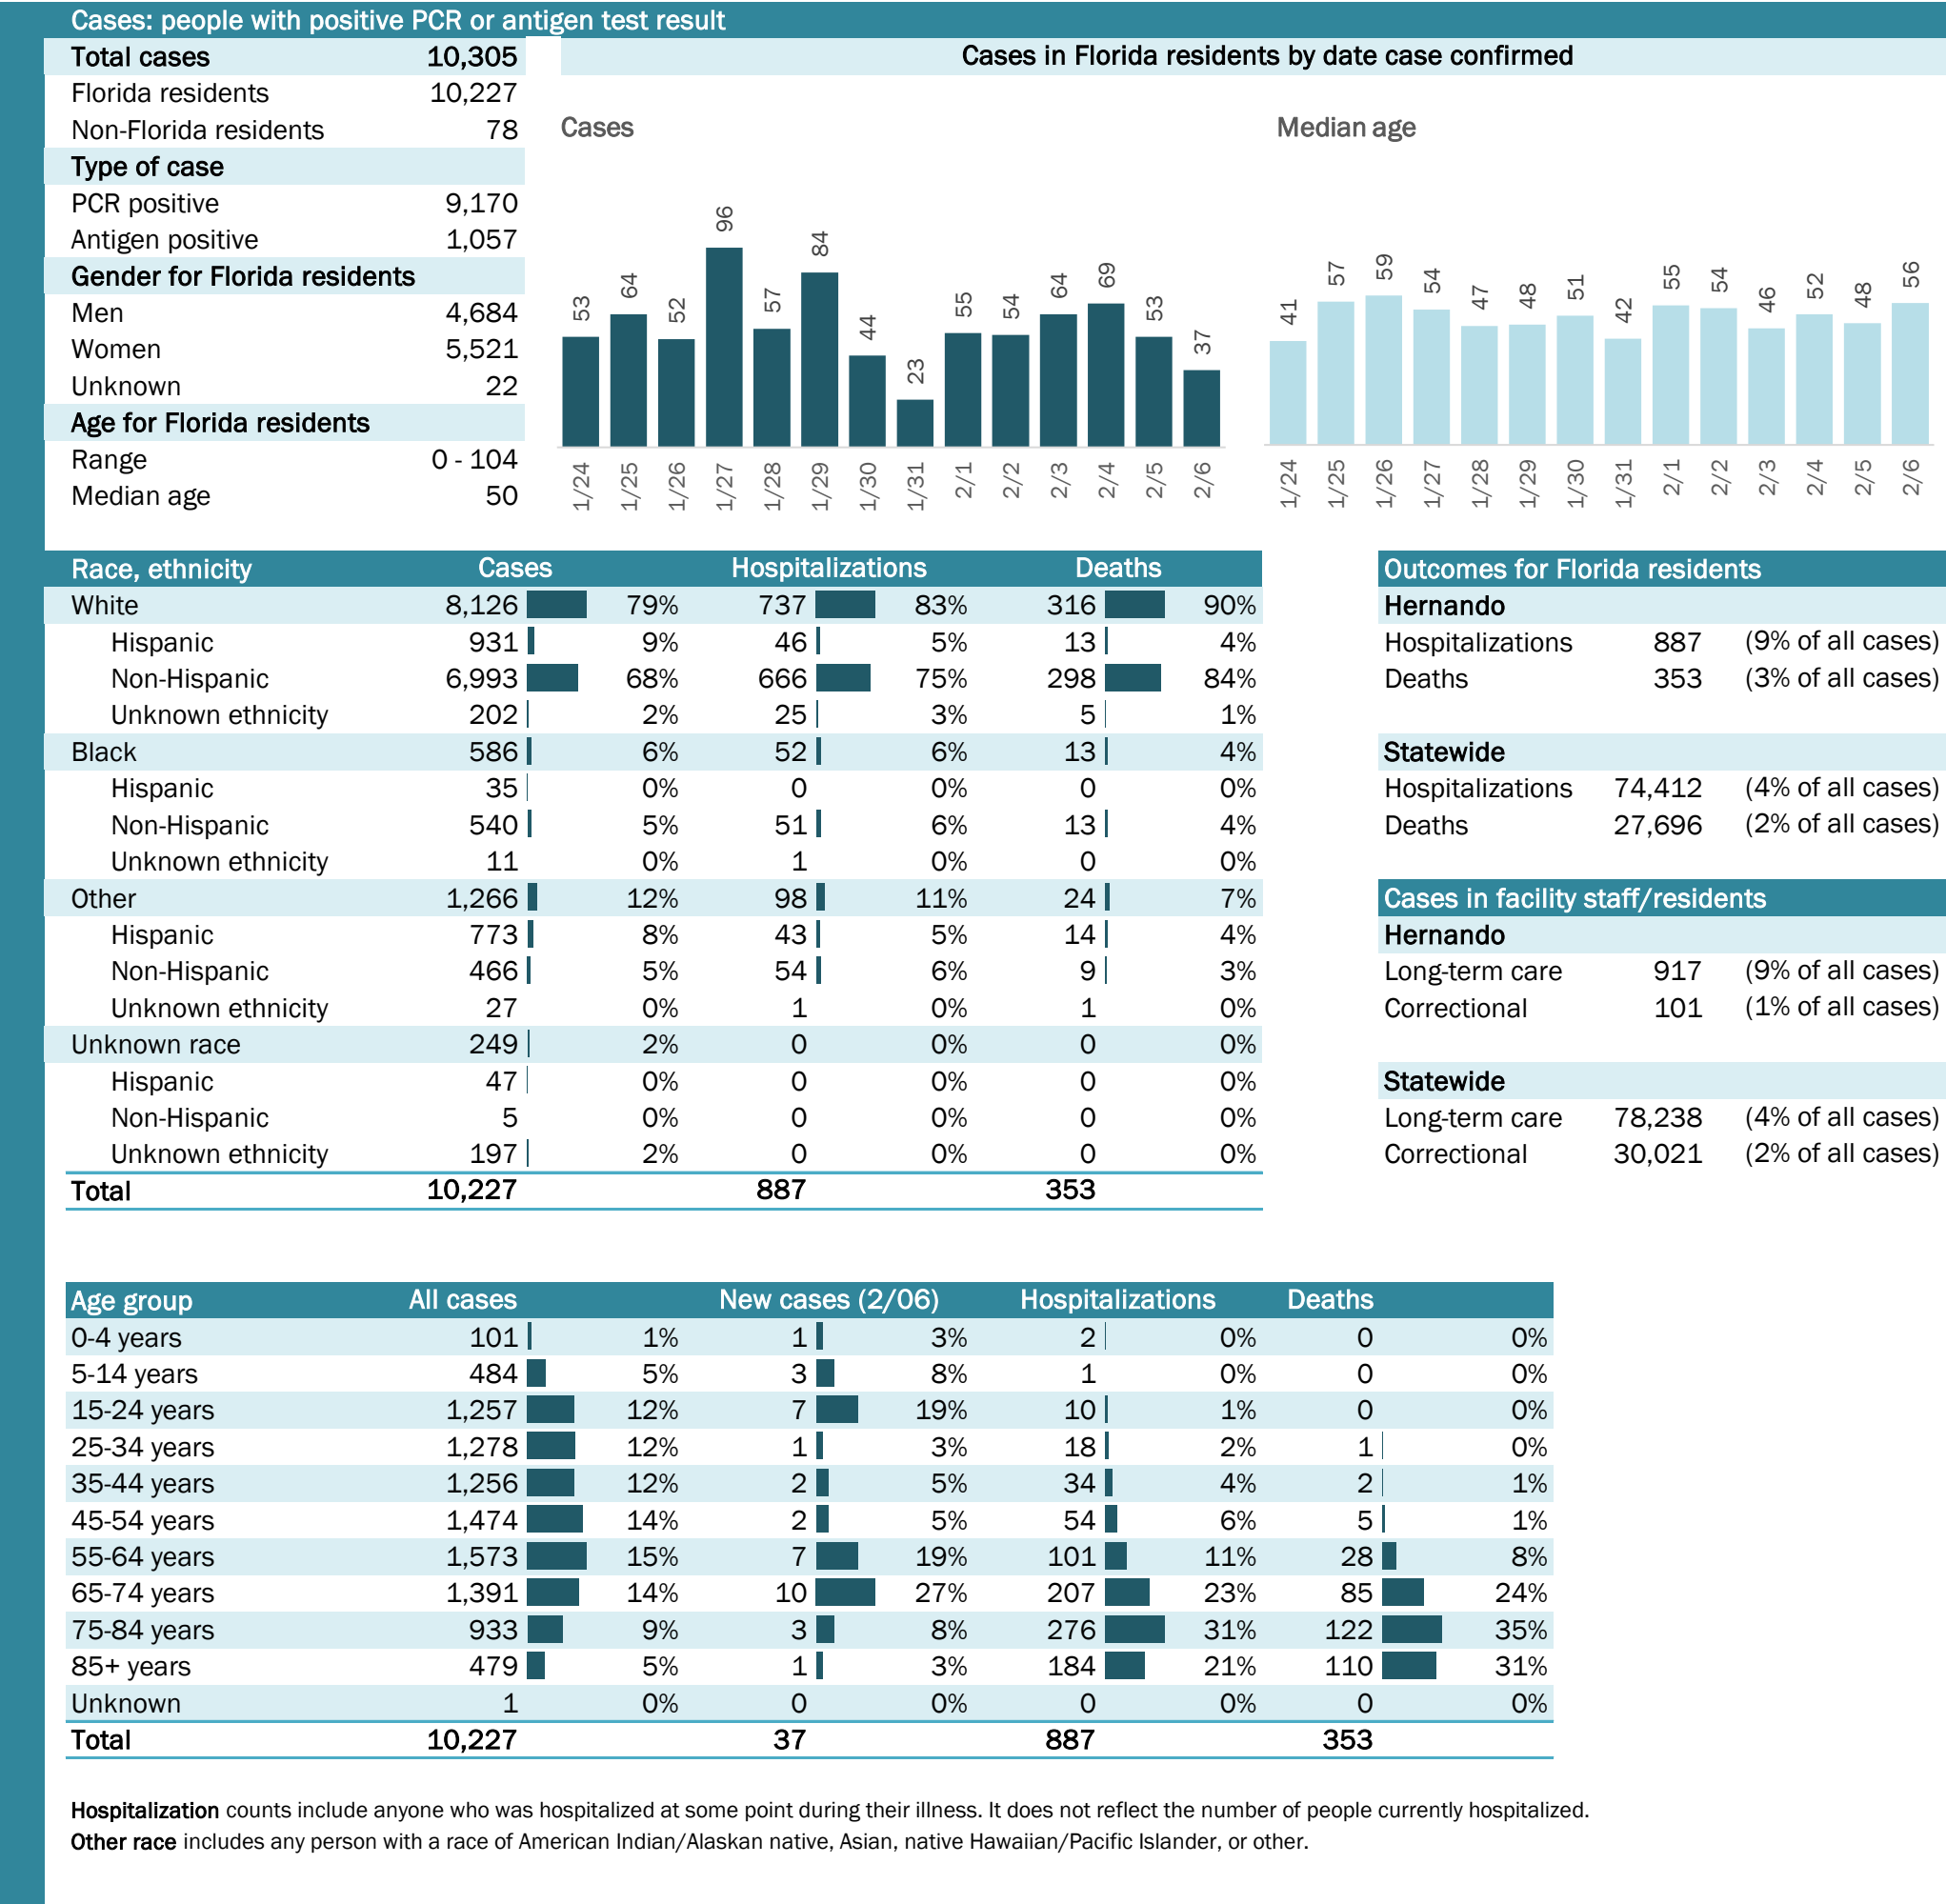 Cases: people with positive PCR or antigen test result
Total cases 10,305
Florida residents 10,227
Non-Florida residents 78
Type of case
PCR positive 9,170
Antigen positive 1,057
Gender for Florida residents
Men 4,684
Women 5,521
Unknown 22
Age for Florida residents
Range 0 - 104
Median age 50
Cases in Florida residents by date case confirmed
Cases
53 64 52 96 57 84 44 23 55 54 64 69 53 37
1/24 1/25 1/26 1/27 1/28 1/29 1/30 1/31 2/1 2/2 2/3 2/4 2/5 2/6
Median age
41 57 59 54 47 48 51 42 55 54 46 52 48 56
1/24 1/25 1/26 1/27 1/28 1/29 1/30 1/31 2/1 2/2 2/3 2/4 2/5 2/6
Race, ethnicity Cases Hospitalizations Deaths
White 8,126 79% 737 83% 316 90%
Hispanic 931 9% 46 5% 13 4%
Non-Hispanic 6,993 68% 666 75% 298 84%
Unknown ethnicity 202 2% 25 3% 5 1%
Black 586 6% 52 6% 13 4%
Hispanic 35 0% 0 0% 0 0%
Non-Hispanic 540 5% 51 6% 13 4%
Unknown ethnicity 11 0% 1 0% 0 0%
Other 1,266 12% 98 11% 24 7%
Hispanic 773 8% 43 5% 14 4%
Non-Hispanic 466 5% 54 6% 9 3%
Unknown ethnicity 27 0% 1 0% 1 0%
Unknown race 249 2% 0 0% 0 0%
Hispanic 47 0% 0 0% 0 0%
Non-Hispanic 5 0% 0 0% 0 0%
Unknown ethnicity 197 2% 0 0% 0 0%
Total 10,227 887 353
Outcomes for Florida residents
Hernando
Hospitalizations 887 (9% of all cases)
Deaths 353 (3% of all cases)
Statewide
Hospitalizations 74,412 (4% of all cases)
Deaths 27,696 (2% of all cases)
Cases in facility staff/residents
Hernando
Long-term care 917 (9% of all cases)
Correctional 101 (1% of all cases)
Statewide
Long-term care 78,238 (4% of all cases)
Correctional 30,021 (2% of all cases)
Age group All cases New cases (2/06) Hospitalizations Deaths
0-4 years 101 1% 1 3% 2 0% 0 0%
5-14 years 484 5% 3 8% 1 0% 0 0%
15-24 years 1,257 12% 7 19% 10 1% 0 0%
25-34 years 1,278 12% 1 3% 18 2% 1 0%
35-44 years 1,256 12% 2 5% 34 4% 2 1%
45-54 years 1,474 14% 2 5% 54 6% 5 1%
55-64 years 1,573 15% 7 19% 101 11% 28 8%
65-74 years 1,391 14% 10 27% 207 23% 85 24%
75-84 years 933 9% 3 8% 276 31% 122 35%
85+ years 479 5% 1 3% 184 21% 110 31%
Unknown 1 0% 0 0% 0 0% 0 0%
Total 10,227 37 887 353
Hospitalization counts include anyone who was hospitalized at some point during their illness. It does not reflect the number of people currently hospitalized.
Other race includes any person with a race of American Indian/Alaskan native, Asian, native Hawaiian/Pacific Islander, or other.